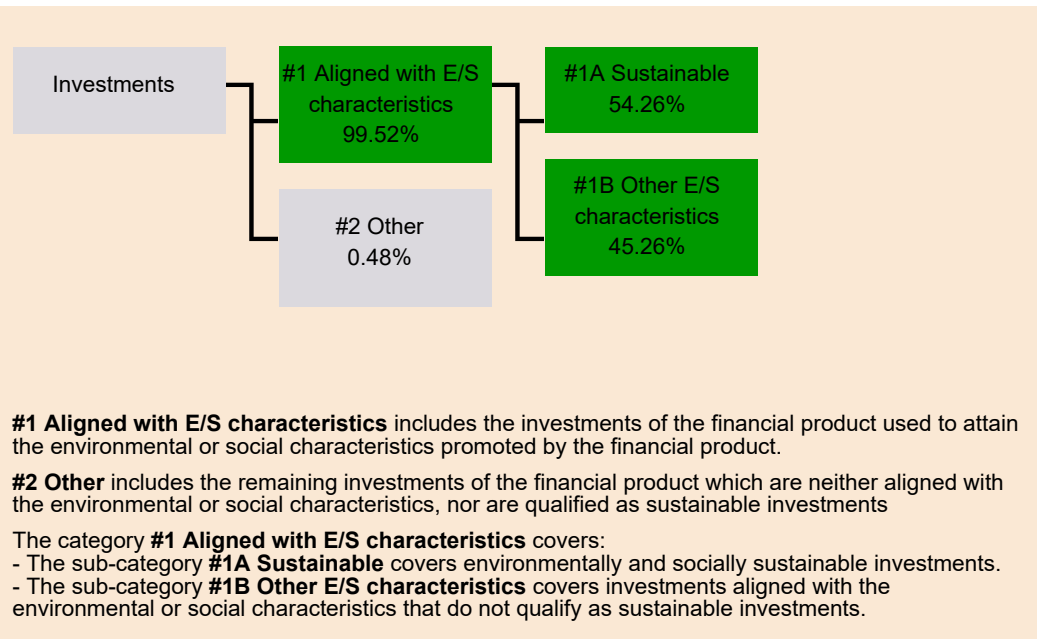 Investments
#1 Aligned with E/S
characteristics
99.52%
#1A Sustainable
54.26%
#1B Other E/S
characteristics
45.26%
#2 Other
0.48%
#1 Aligned with E/S characteristics includes the investments of the financial product used to attain
the environmental or social characteristics promoted by the financial product.
#2 Other includes the remaining investments of the financial product which are neither aligned with
the environmental or social characteristics, nor are qualified as sustainable investments
The category #1 Aligned with E/S characteristics covers:
- The sub-category #1A Sustainable covers environmentally and socially sustainable investments.
- The sub-category #1B Other E/S characteristics covers investments aligned with the
environmental or social characteristics that do not qualify as sustainable investments.